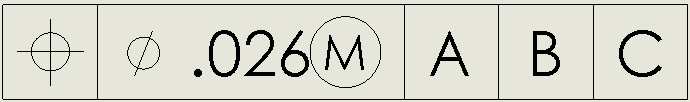 ⌖ ⌀ .026Ⓜ A B C